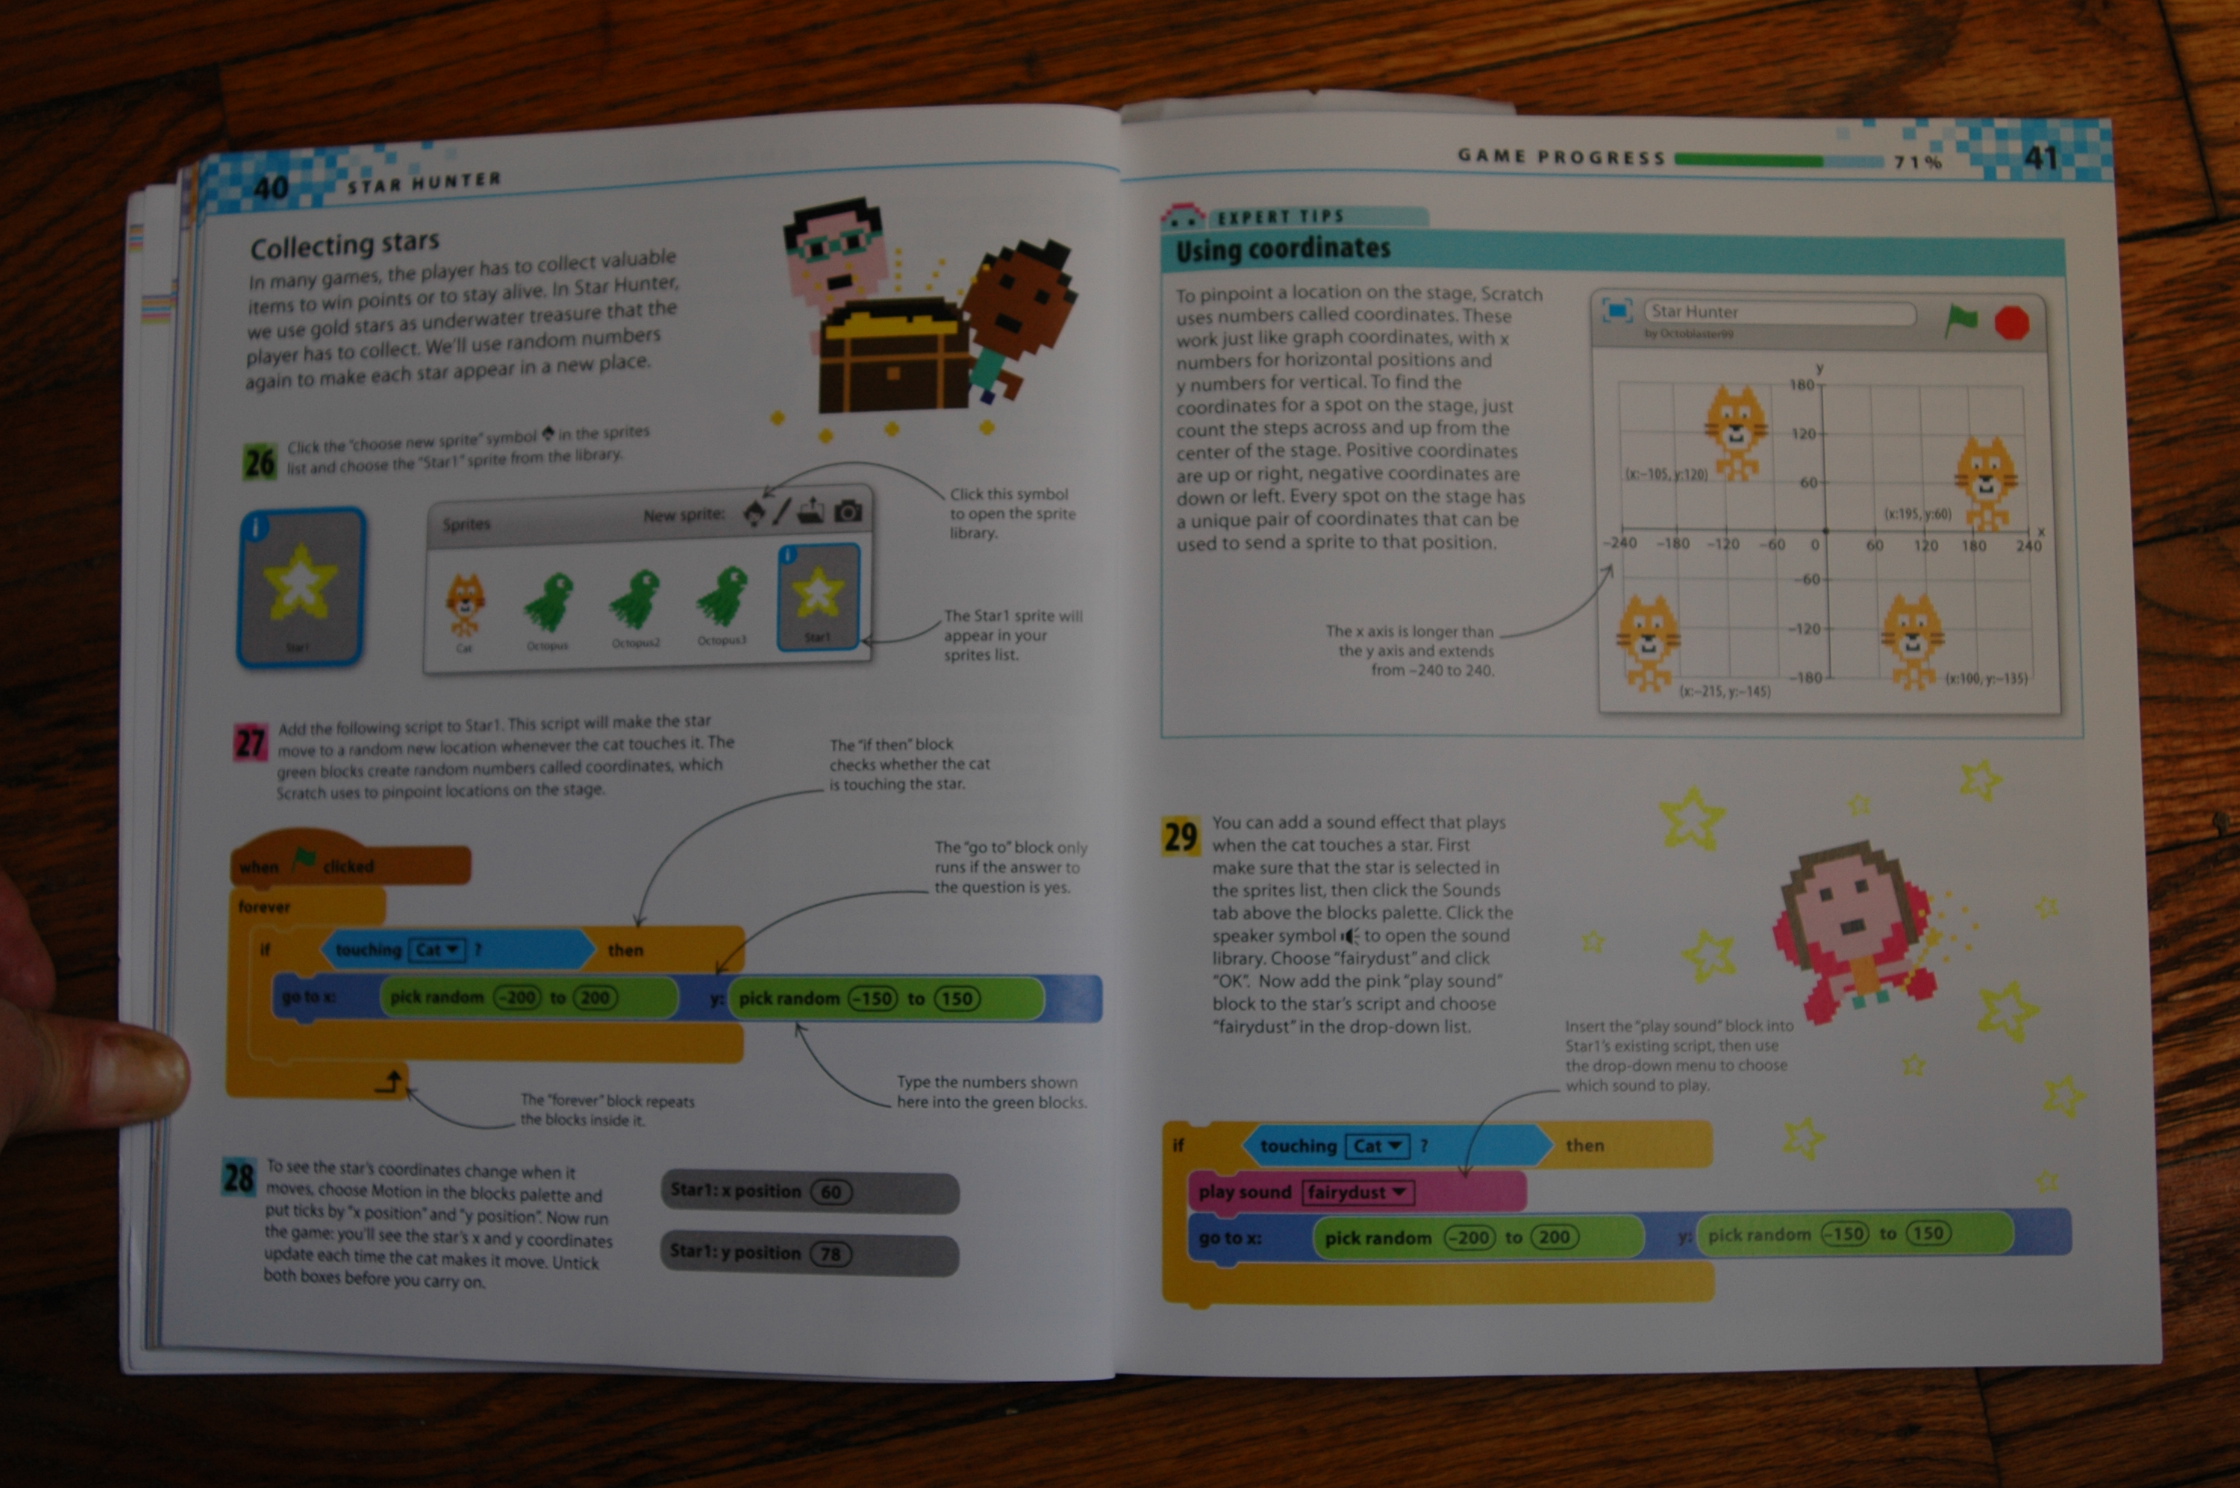 40
STAR HUNTER
Collecting stars
In many games, the player has to collect valuable
items to win points or to stay alive. In Star Hunter,
we use gold stars as underwater treasure that the
player has to collect. We'll use random numbers
again to make each star appear in a new place.
26
Click the "choose new sprite" symbol in the sprites
list and choose the "Star1" sprite from the library.
Star1
Sprites
New sprite:
Cat
Octopus
Octopus2
Octopus3
Star1
Click this symbol
to open the sprite
library.
The Star1 sprite will
appear in your
sprites list.
27
Add the following script to Star1. This script will make the star
move to a random new location whenever the cat touches it. The
green blocks create random numbers called coordinates, which
Scratch uses to pinpoint locations on the stage.
The "if then" block
checks whether the cat
is touching the star.
The "go to" block only
runs if the answer to
the question is yes.
when clicked
forever
if touching Cat ? then
go to x: pick random -200 to 200 y: pick random -150 to 150
The "forever" block repeats
the blocks inside it.
Type the numbers shown
here into the green blocks.
28
To see the star's coordinates change when it
moves, choose Motion in the blocks palette and
put ticks by "x position" and "y position". Now run
the game: you'll see the star's x and y coordinates
update each time the cat makes it move. Untick
both boxes before you carry on.
Star1: x position 60
Star1: y position 78
GAME PROGRESS 71%
41
EXPERT TIPS
Using coordinates
To pinpoint a location on the stage, Scratch
uses numbers called coordinates. These
work just like graph coordinates, with x
numbers for horizontal positions and
y numbers for vertical. To find the
coordinates for a spot on the stage, just
count the steps across and up from the
center of the stage. Positive coordinates
are up or right, negative coordinates are
down or left. Every spot on the stage has
a unique pair of coordinates that can be
used to send a sprite to that position.
The x axis is longer than
the y axis and extends
from -240 to 240.
Star Hunter
by Octoblaster99
y
180
120
(x:-105, y:120)
60
(x:195, y:60)
x
-240 -180 -120 -60 0 60 120 180 240
-60
-120
-180
(x:100, y:-135)
(x:-215, y:-145)
29
You can add a sound effect that plays
when the cat touches a star. First
make sure that the star is selected in
the sprites list, then click the Sounds
tab above the blocks palette. Click the
speaker symbol to open the sound
library. Choose "fairydust" and click
"OK". Now add the pink "play sound"
block to the star's script and choose
"fairydust" in the drop-down list.
Insert the "play sound" block into
Star1's existing script, then use
the drop-down menu to choose
which sound to play.
if touching Cat ? then
play sound fairydust
go to x: pick random -200 to 200 y: pick random -150 to 150